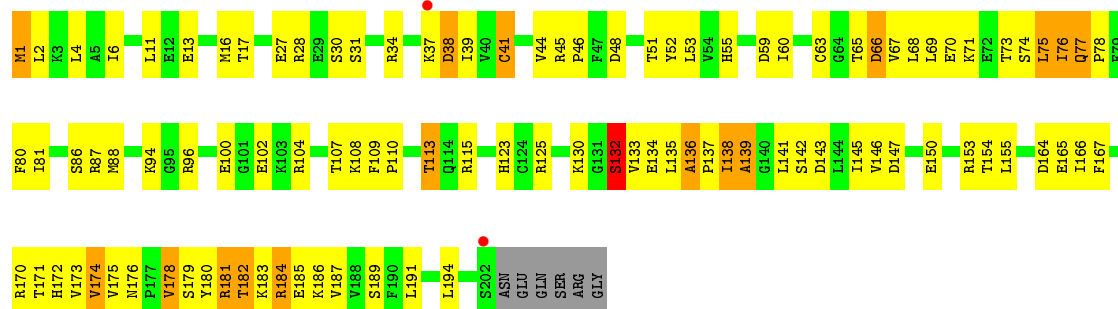 M1 L2 K3 L4 A5 I6 L11 E12 E13 M16 T17 E27 R28 E29 S30 S31 R34 K37 D38 I39 V40 C41 V44 R45 P46 F47 D48 T51 Y52 L53 V54 H55 D59 I60 C63 G64 T65 D66 V67 L68 L69 E70 K71 E72 T73 S74 L75 I76 Q77 P78 E79
F80 I81 S86 R87 M88 K94 G95 R96 E100 G101 E102 K103 R104 T107 K108 F109 P110 T113 Q114 R115 H123 C124 R125 K130 G131 S132 V133 E134 L135 A136 P137 I138 A139 G140 L141 S142 D143 L144 I145 V146 D147 E150 R153 T154 L155 D164 E165 I166 F167
R170 T171 H172 V173 V174 V175 N176 P177 V178 S179 Y180 R181 T182 K183 R184 E185 K186 V187 V188 S189 F190 L191 L194 S202 ASN GLU GLN SER ARG GLY